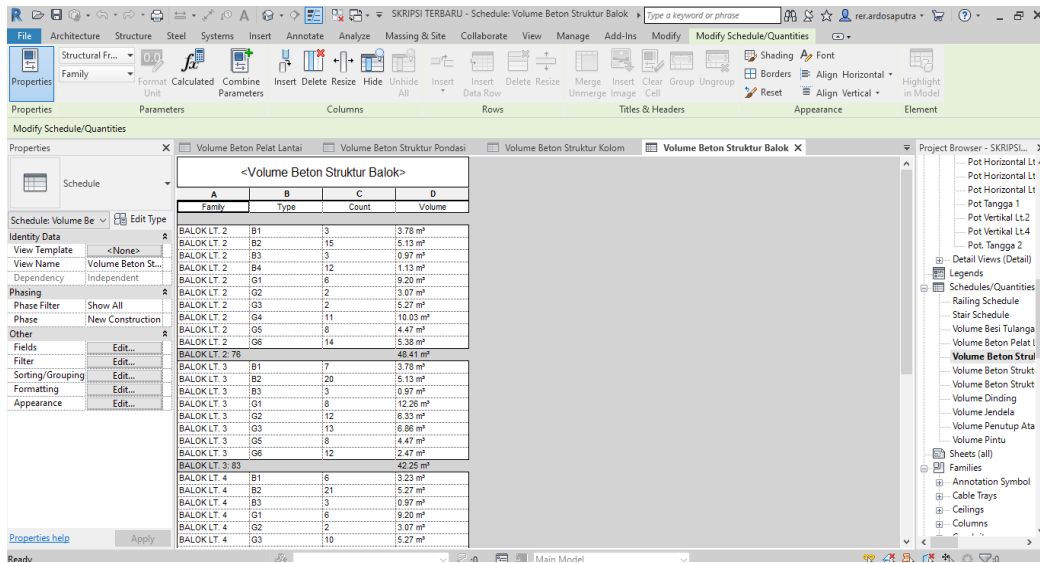 SKRIPSI TERBARU - Schedule: Volume Beton Struktur Balok
Type a keyword or phrase
rer.ardosaputra
File Architecture Structure Steel Systems Insert Annotate Analyze Massing & Site Collaborate View Manage Add-Ins Modify Modify Schedule/Quantities
Properties
Structural Fr...
Family
Format Unit
Calculated
Combine Parameters
Insert Delete Resize Hide Unhide All
Insert
Insert Data Row
Delete Resize
Merge Unmerge
Insert Image
Clear Cell
Group Ungroup
Shading
Borders
Reset
Font
Align Horizontal
Align Vertical
Highlight in Model
Properties Parameters Columns Rows Titles & Headers Appearance Element
Modify Schedule/Quantities
Properties
Schedule
Schedule: Volume Be
Edit Type
Identity Data
View Template <None>
View Name Volume Beton St...
Dependency Independent
Phasing
Phase Filter Show All
Phase New Construction
Other
Fields Edit...
Filter Edit...
Sorting/Grouping Edit...
Formatting Edit...
Appearance Edit...
Properties help
Apply
Volume Beton Pelat Lantai Volume Beton Struktur Pondasi Volume Beton Struktur Kolom Volume Beton Struktur Balok
<Volume Beton Struktur Balok>
A B C D
Family Type Count Volume
BALOK LT. 2 B1 3 3.78 m³
BALOK LT. 2 B2 15 5.13 m³
BALOK LT. 2 B3 3 0.97 m³
BALOK LT. 2 B4 12 1.13 m³
BALOK LT. 2 G1 6 9.20 m³
BALOK LT. 2 G2 2 3.07 m³
BALOK LT. 2 G3 2 5.27 m³
BALOK LT. 2 G4 11 10.03 m³
BALOK LT. 2 G5 8 4.47 m³
BALOK LT. 2 G6 14 5.38 m³
BALOK LT. 2: 76 48.41 m³
BALOK LT. 3 B1 7 3.78 m³
BALOK LT. 3 B2 20 5.13 m³
BALOK LT. 3 B3 3 0.97 m³
BALOK LT. 3 G1 8 12.26 m³
BALOK LT. 3 G2 12 6.33 m³
BALOK LT. 3 G3 13 6.86 m³
BALOK LT. 3 G5 8 4.47 m³
BALOK LT. 3 G6 12 2.47 m³
BALOK LT. 3: 83 42.25 m³
BALOK LT. 4 B1 6 3.23 m³
BALOK LT. 4 B2 21 5.27 m³
BALOK LT. 4 B3 3 0.97 m³
BALOK LT. 4 G1 6 9.20 m³
BALOK LT. 4 G2 2 3.07 m³
BALOK LT. 4 G3 10 5.27 m³
Project Browser - SKRIPSI...
Pot Horizontal Lt
Pot Horizontal Lt
Pot Horizontal Lt
Pot Tangga 1
Pot Vertikal Lt.2
Pot Vertikal Lt.4
Pot. Tangga 2
Detail Views (Detail)
Legends
Schedules/Quantities
Railing Schedule
Stair Schedule
Volume Besi Tulanga
Volume Beton Pelat L
Volume Beton Strul
Volume Beton Strukt
Volume Beton Strukt
Volume Dinding
Volume Jendela
Volume Penutup Ata
Volume Pintu
Sheets (all)
Families
Annotation Symbol
Cable Trays
Ceilings
Columns
Ready
:0
Main Model
:0